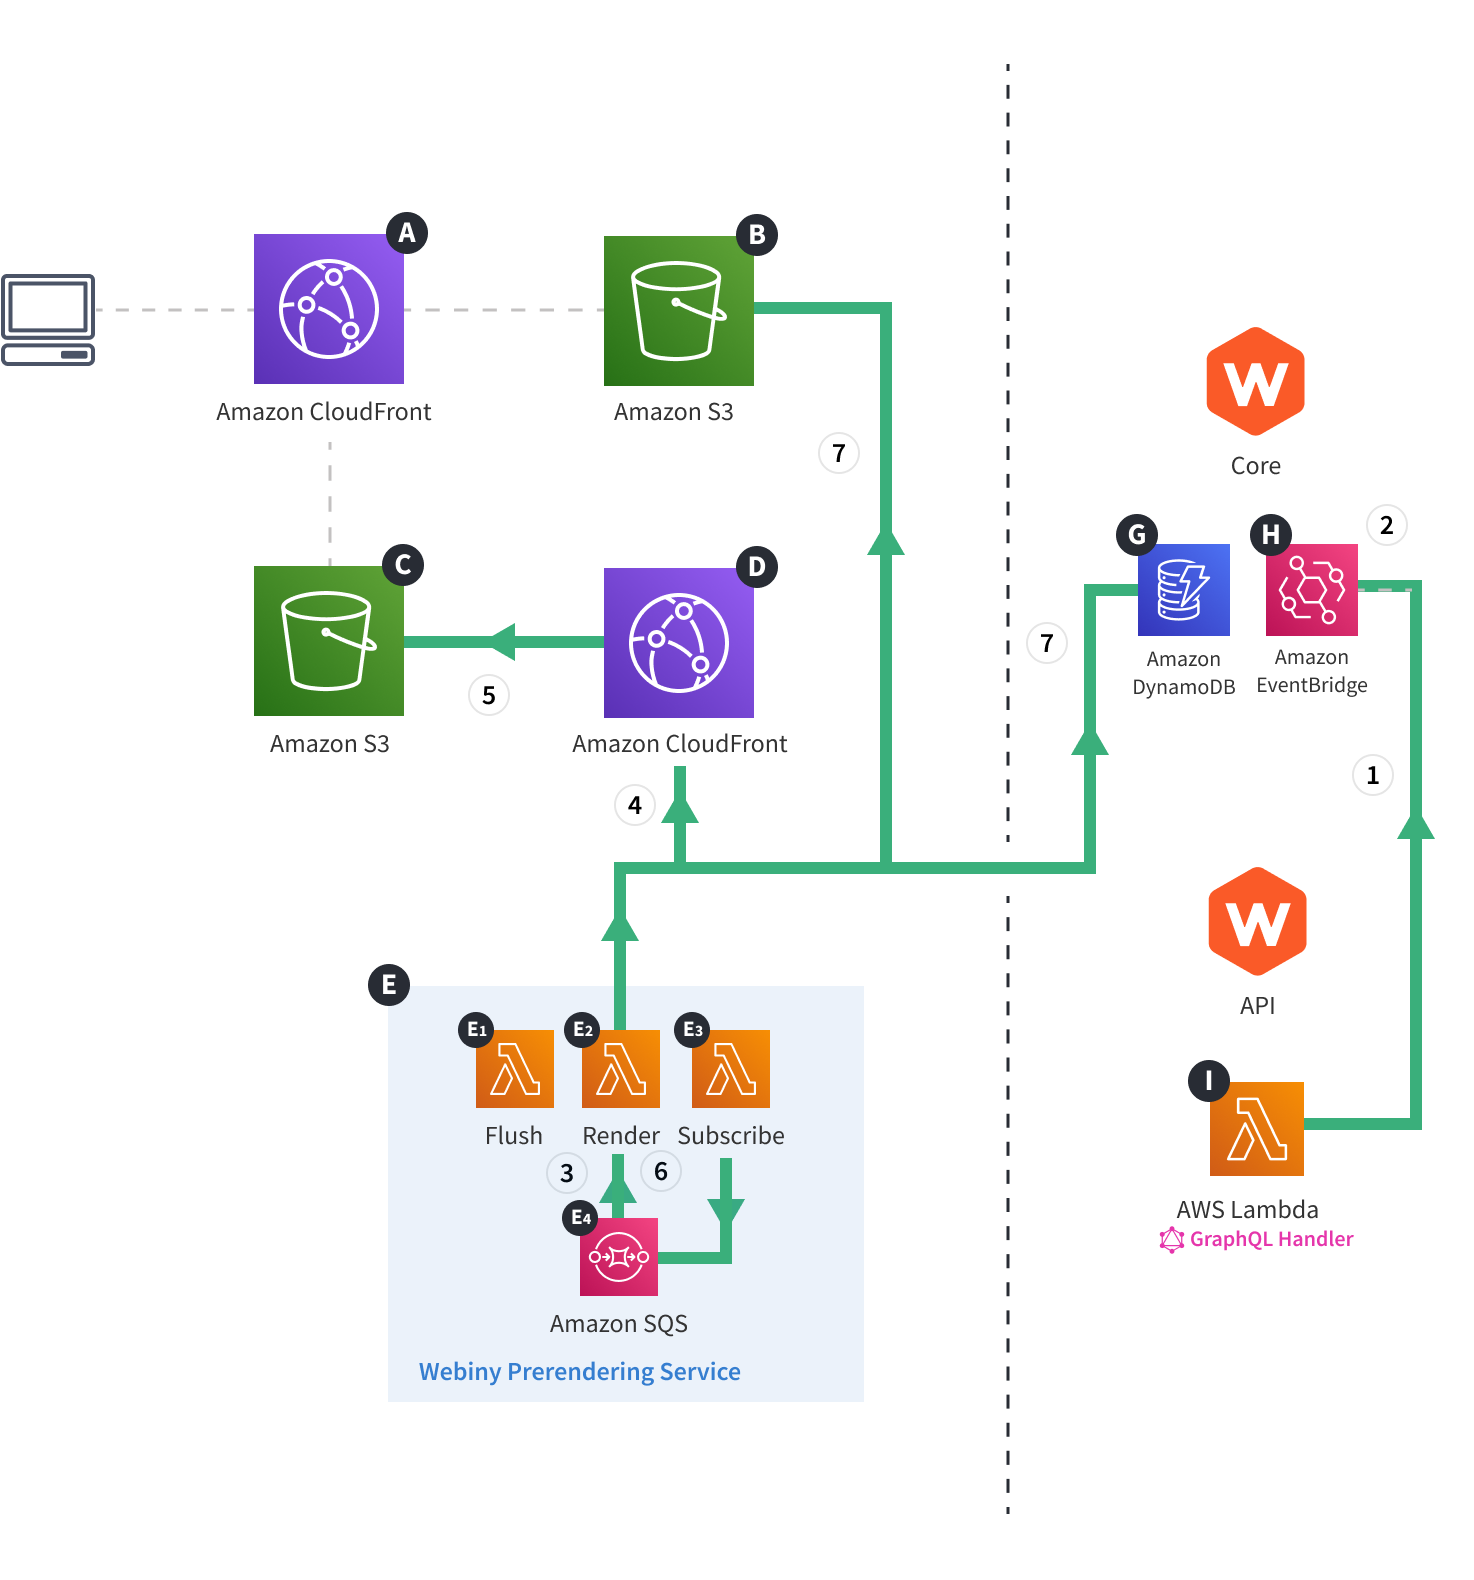 A
B
Amazon CloudFront
Amazon S3
7
W
Core
C
D
G
H
2
5
7
Amazon
DynamoDB
Amazon
EventBridge
Amazon S3
Amazon CloudFront
4
1
W
API
E
E1
E2
E3
Flush
Render
Subscribe
I
3
6
E4
AWS Lambda
GraphQL Handler
Amazon SQS
Webiny Prerendering Service